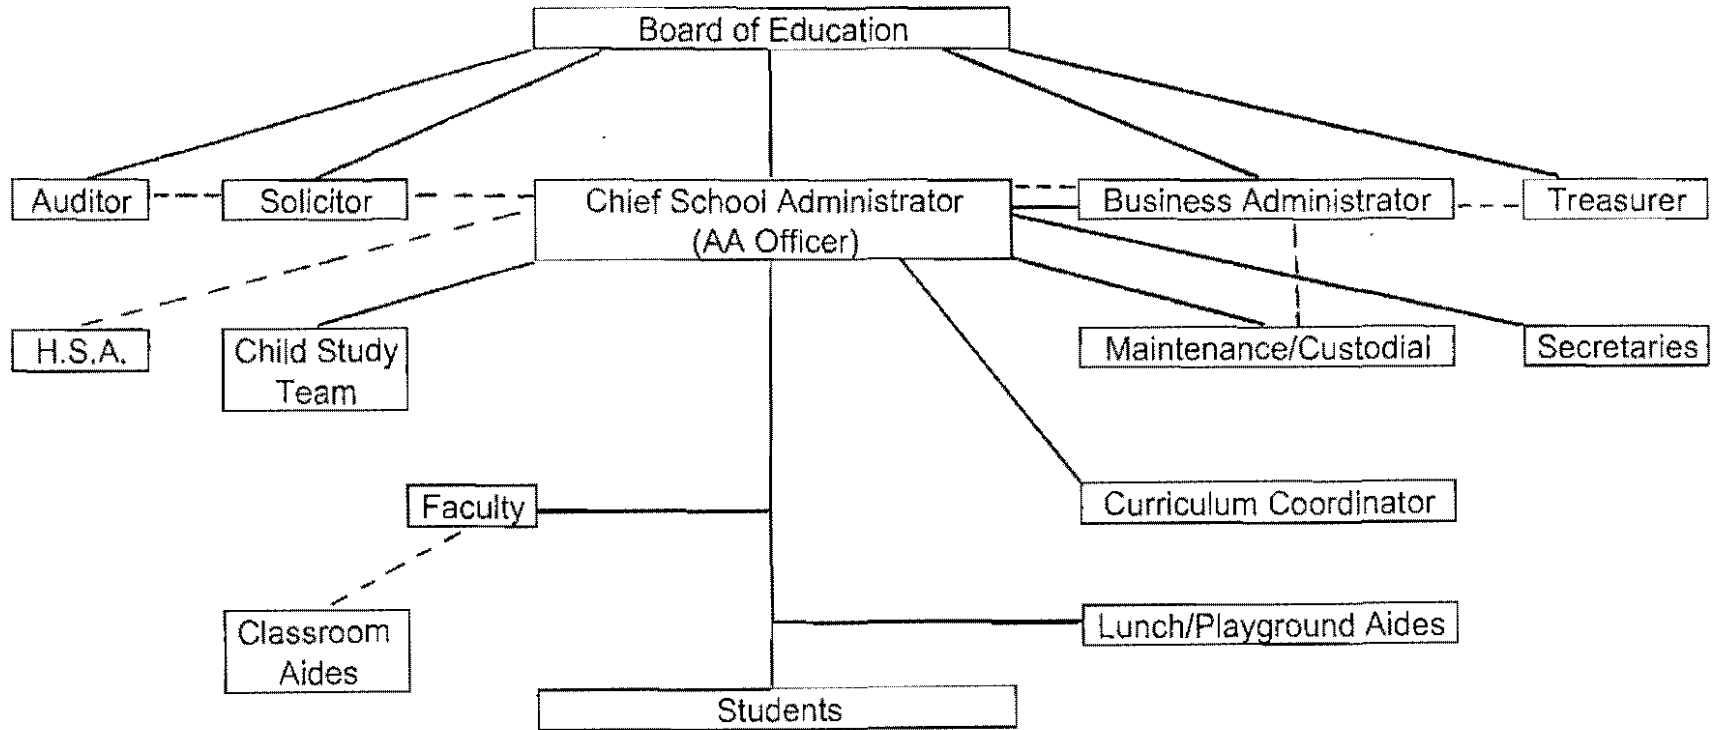 Board of Education
Auditor
Solicitor
Chief School Administrator
(AA Officer)
Business Administrator
Treasurer
H.S.A.
Child Study
Team
Maintenance/Custodial
Secretaries
Faculty
Curriculum Coordinator
Classroom
Aides
Lunch/Playground Aides
Students